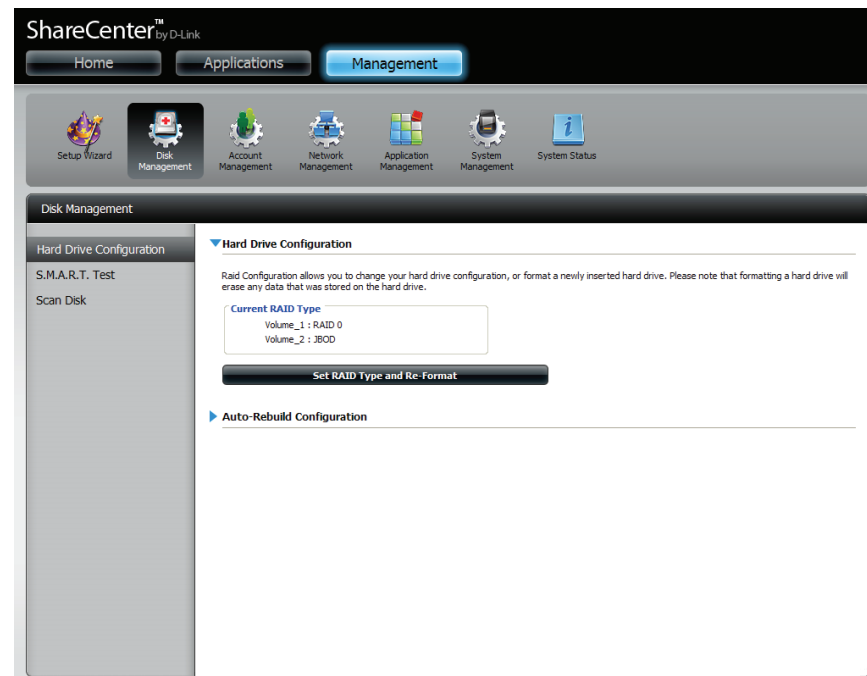 ShareCenter™ by D-Link
Home
Applications
Management
Setup Wizard
Disk Management
Account Management
Network Management
Application Management
System Management
System Status
Disk Management
Hard Drive Configuration
S.M.A.R.T. Test
Scan Disk
Hard Drive Configuration
Raid Configuration allows you to change your hard drive configuration, or format a newly inserted hard drive. Please note that formatting a hard drive will
erase any data that was stored on the hard drive.
Current RAID Type
Volume_1 : RAID 0
Volume_2 : JBOD
Set RAID Type and Re-Format
Auto-Rebuild Configuration